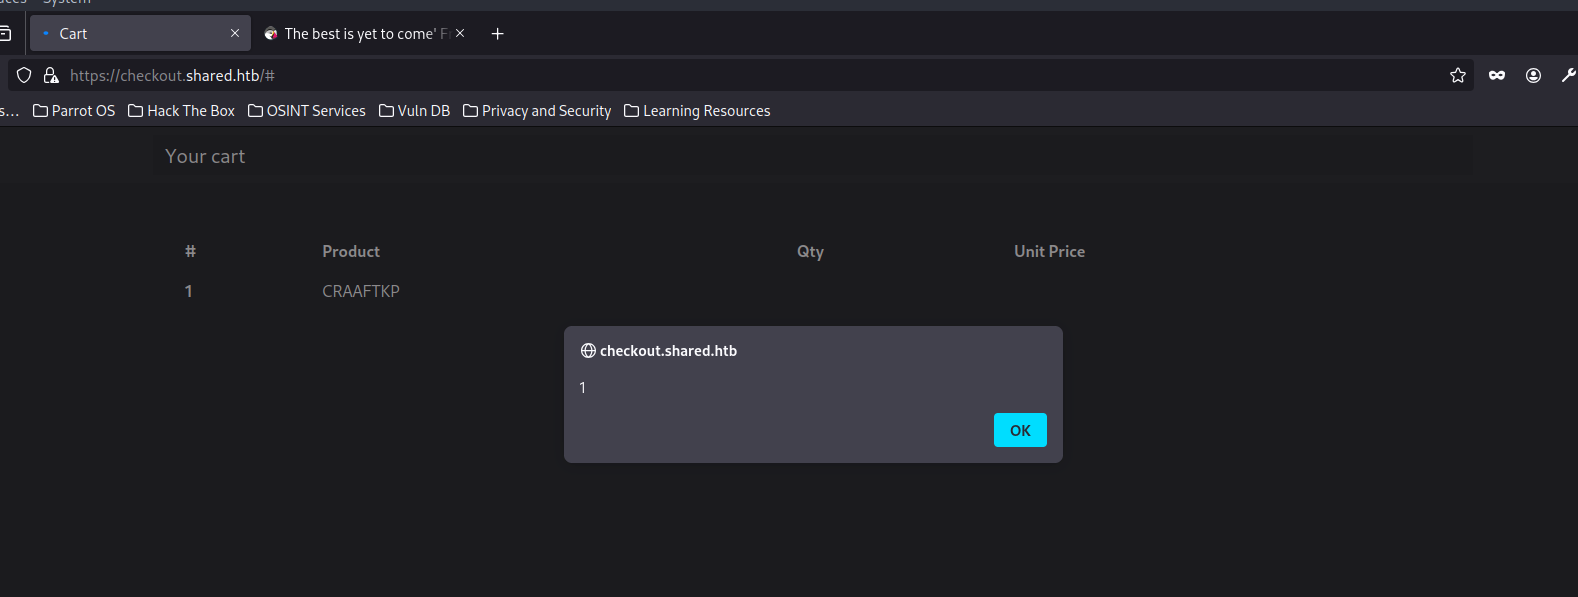 System
Cart
The best is yet to come' Fr
https://checkout.shared.htb/#
s... Parrot OS Hack The Box OSINT Services Vuln DB Privacy and Security Learning Resources
Your cart
# Product Qty Unit Price
1 CRAAFTKP
checkout.shared.htb
1
OK